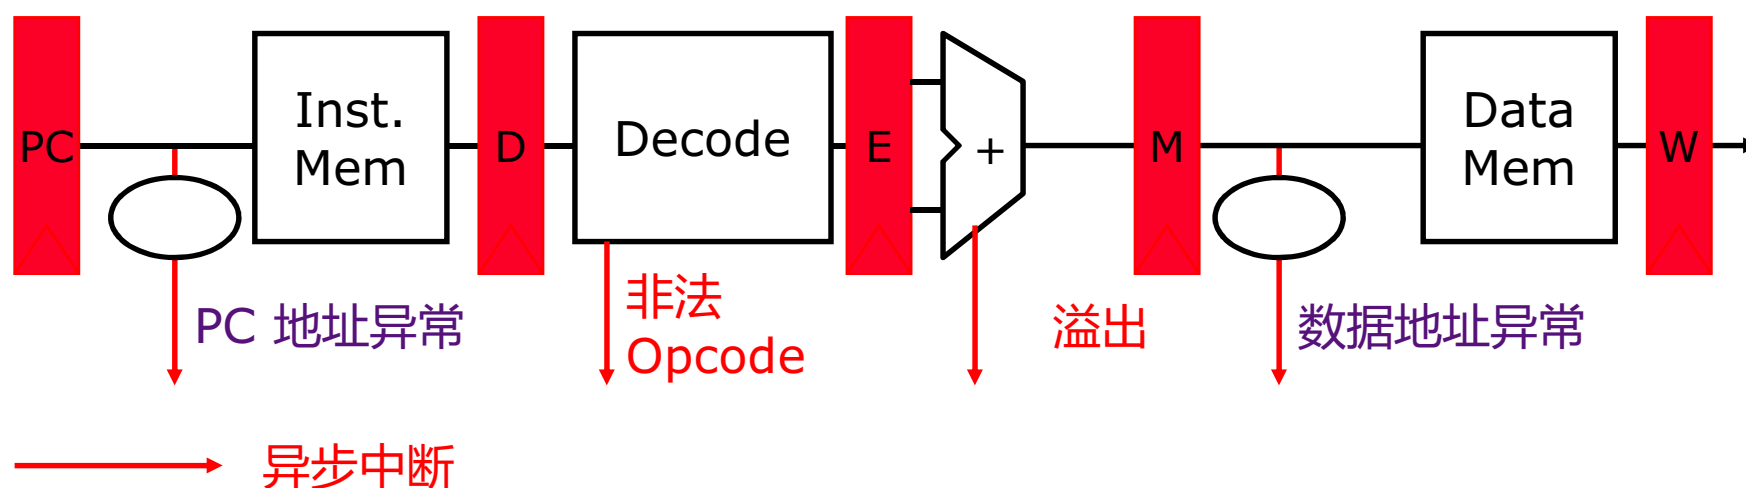 PC
Inst.
Mem
D
Decode
E
+
M
Data
Mem
W
PC 地址异常
非法
Opcode
溢出
数据地址异常
异步中断